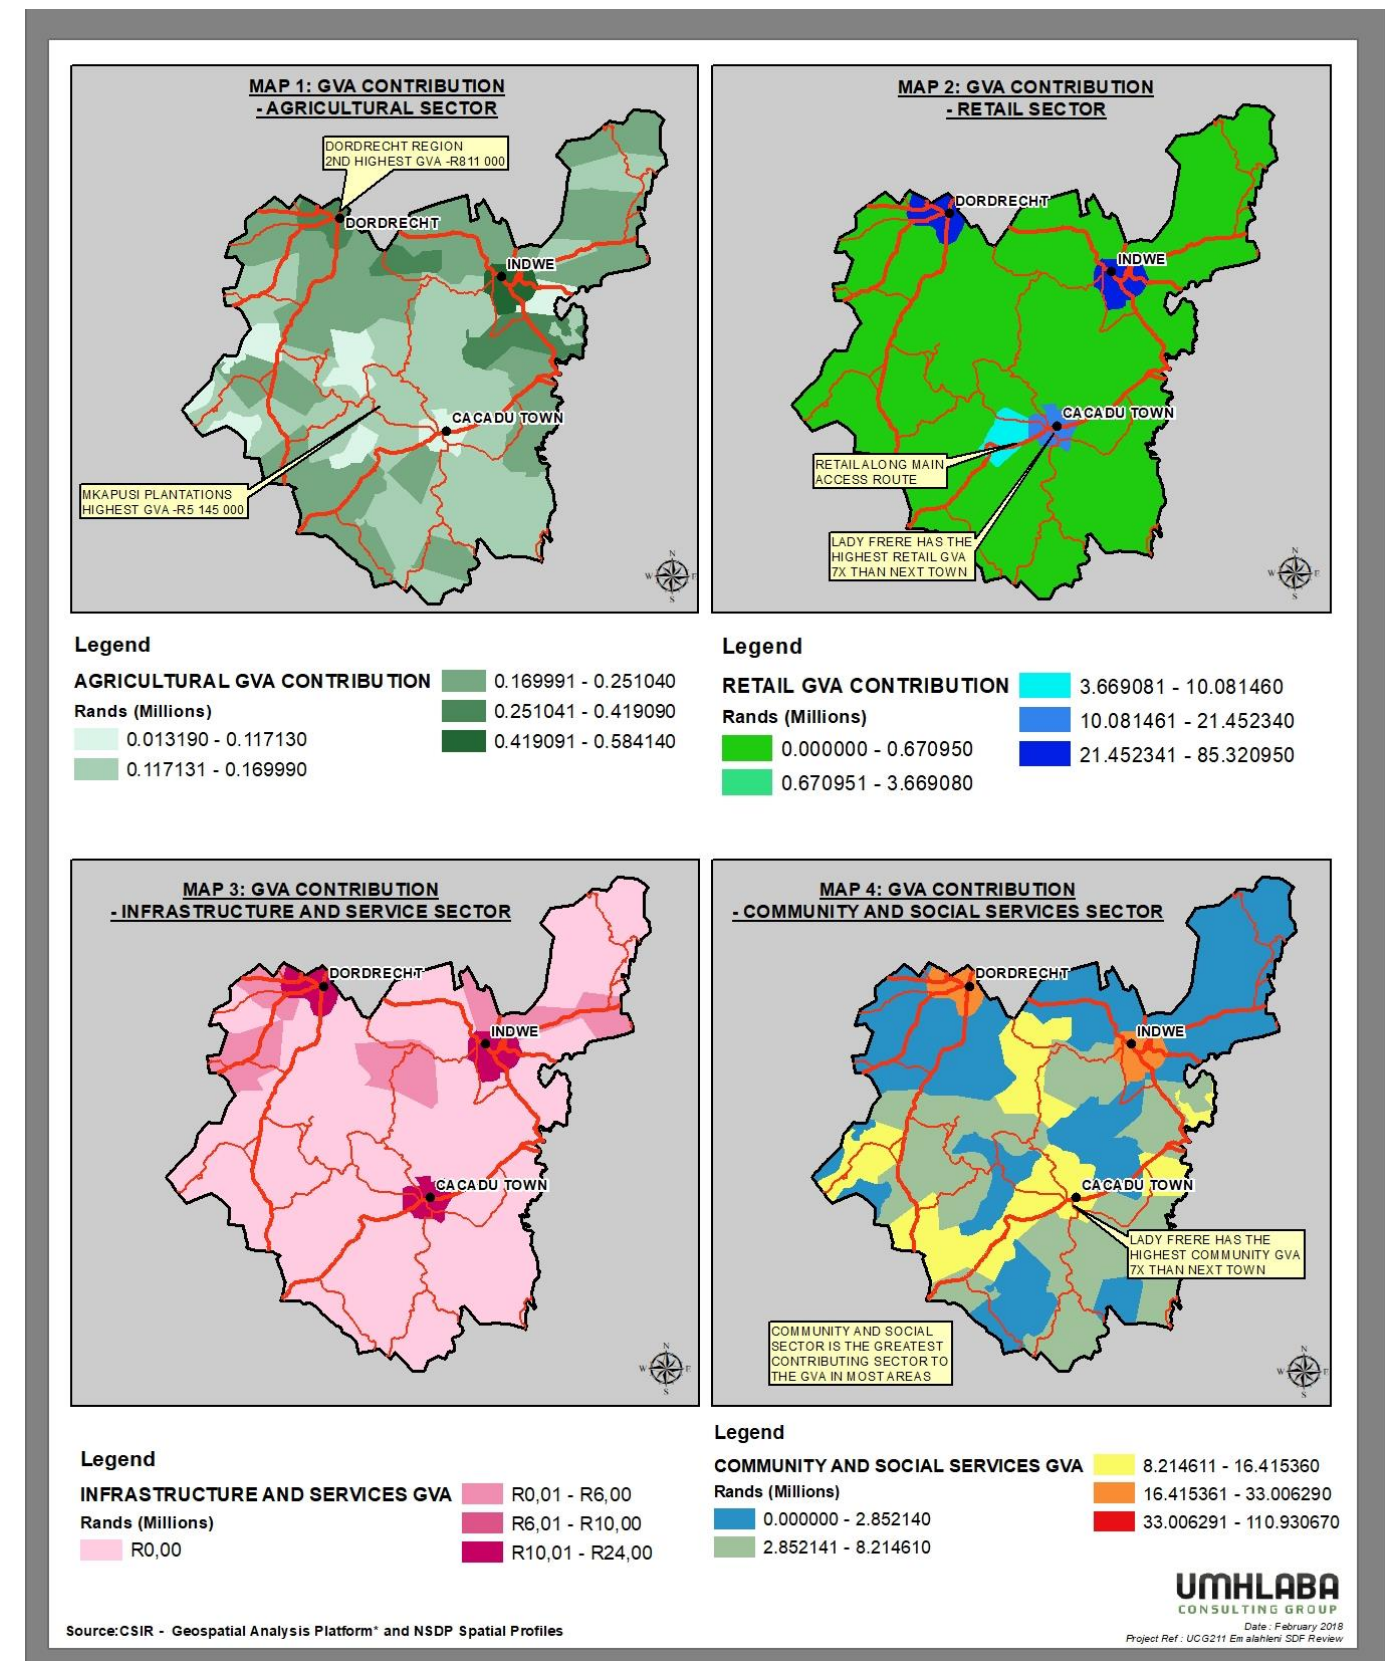 MAP 1: GVA CONTRIBUTION
- AGRICULTURAL SECTOR
DORDRECHT REGION
2ND HIGHEST GVA -R811 000
DORDRECHT
INDWE
CACADU TOWN
MKAPUSI PLANTATIONS
HIGHEST GVA -R5 145 000
N
W E
S
Legend
AGRICULTURAL GVA CONTRIBUTION
Rands (Millions)
0.013190 - 0.117130
0.117131 - 0.169990
0.169991 - 0.251040
0.251041 - 0.419090
0.419091 - 0.584140
MAP 2: GVA CONTRIBUTION
- RETAIL SECTOR
DORDRECHT
INDWE
CACADU TOWN
RETAIL ALONG MAIN
ACCESS ROUTE
LADY FRERE HAS THE
HIGHEST RETAIL GVA
7X THAN NEXT TOWN
N
W E
S
Legend
RETAIL GVA CONTRIBUTION
Rands (Millions)
0.000000 - 0.670950
0.670951 - 3.669080
3.669081 - 10.081460
10.081461 - 21.452340
21.452341 - 85.320950
MAP 3: GVA CONTRIBUTION
- INFRASTRUCTURE AND SERVICE SECTOR
DORDRECHT
INDWE
CACADU TOWN
N
W E
S
Legend
INFRASTRUCTURE AND SERVICES GVA
Rands (Millions)
R0,00
R0,01 - R6,00
R6,01 - R10,00
R10,01 - R24,00
MAP 4: GVA CONTRIBUTION
- COMMUNITY AND SOCIAL SERVICES SECTOR
DORDRECHT
INDWE
CACADU TOWN
LADY FRERE HAS THE
HIGHEST COMMUNITY GVA
7X THAN NEXT TOWN
COMMUNITY AND SOCIAL
SECTOR IS THE GREATEST
CONTRIBUTING SECTOR TO
THE GVA IN MOST AREAS
N
W E
S
Legend
COMMUNITY AND SOCIAL SERVICES GVA
Rands (Millions)
0.000000 - 2.852140
2.852141 - 8.214610
8.214611 - 16.415360
16.415361 - 33.006290
33.006291 - 110.930670
UMHLABA
CONSULTING GROUP
Date : February 2018
Project Ref : UCG211 Emalahleni SDF Review
Source:CSIR - Geospatial Analysis Platform* and NSDP Spatial Profiles